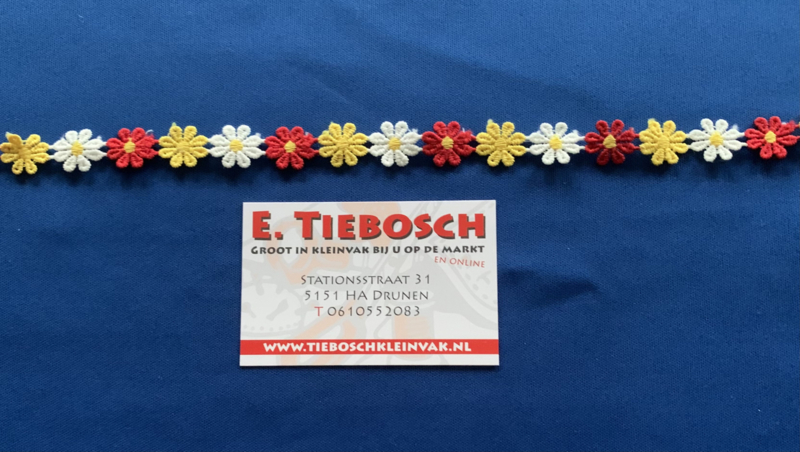 E. TIEBOSCH
GROOT IN KLEINVAK BIJ U OP DE MARKT
EN ONLINE
STATIONSSTRAAT 31
5151 HA DRUNEN
T 0610552083
WWW.TIEBOSCHKLEINVAK.NL